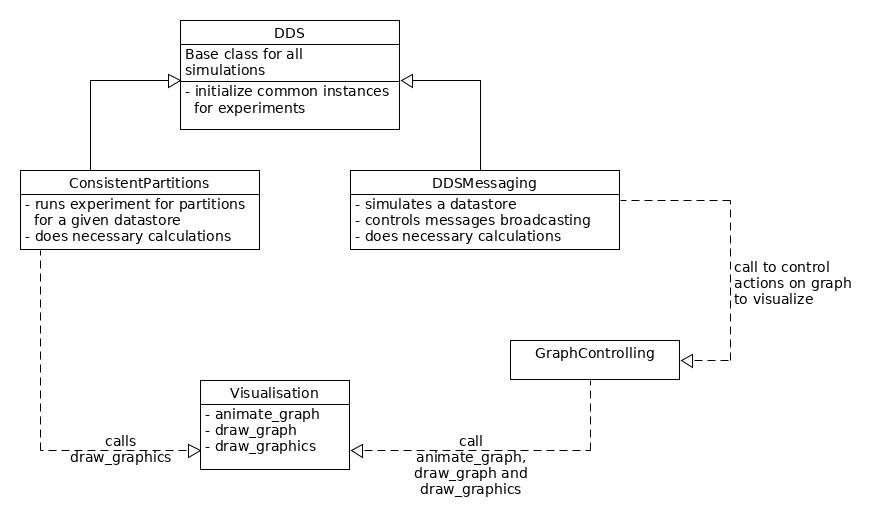 DDS
Base class for all
simulations
- initialize common instances
for experiments
ConsistentPartitions
- runs experiment for partitions
for a given datastore
- does necessary calculations
DDSMessaging
- simulates a datastore
- controls messages broadcasting
- does necessary calculations
call to control
actions on graph
to visualize
GraphControlling
Visualisation
- animate_graph
- draw_graph
- draw_graphics
calls
draw_graphics
call
animate_graph,
draw_graph and
draw_graphics